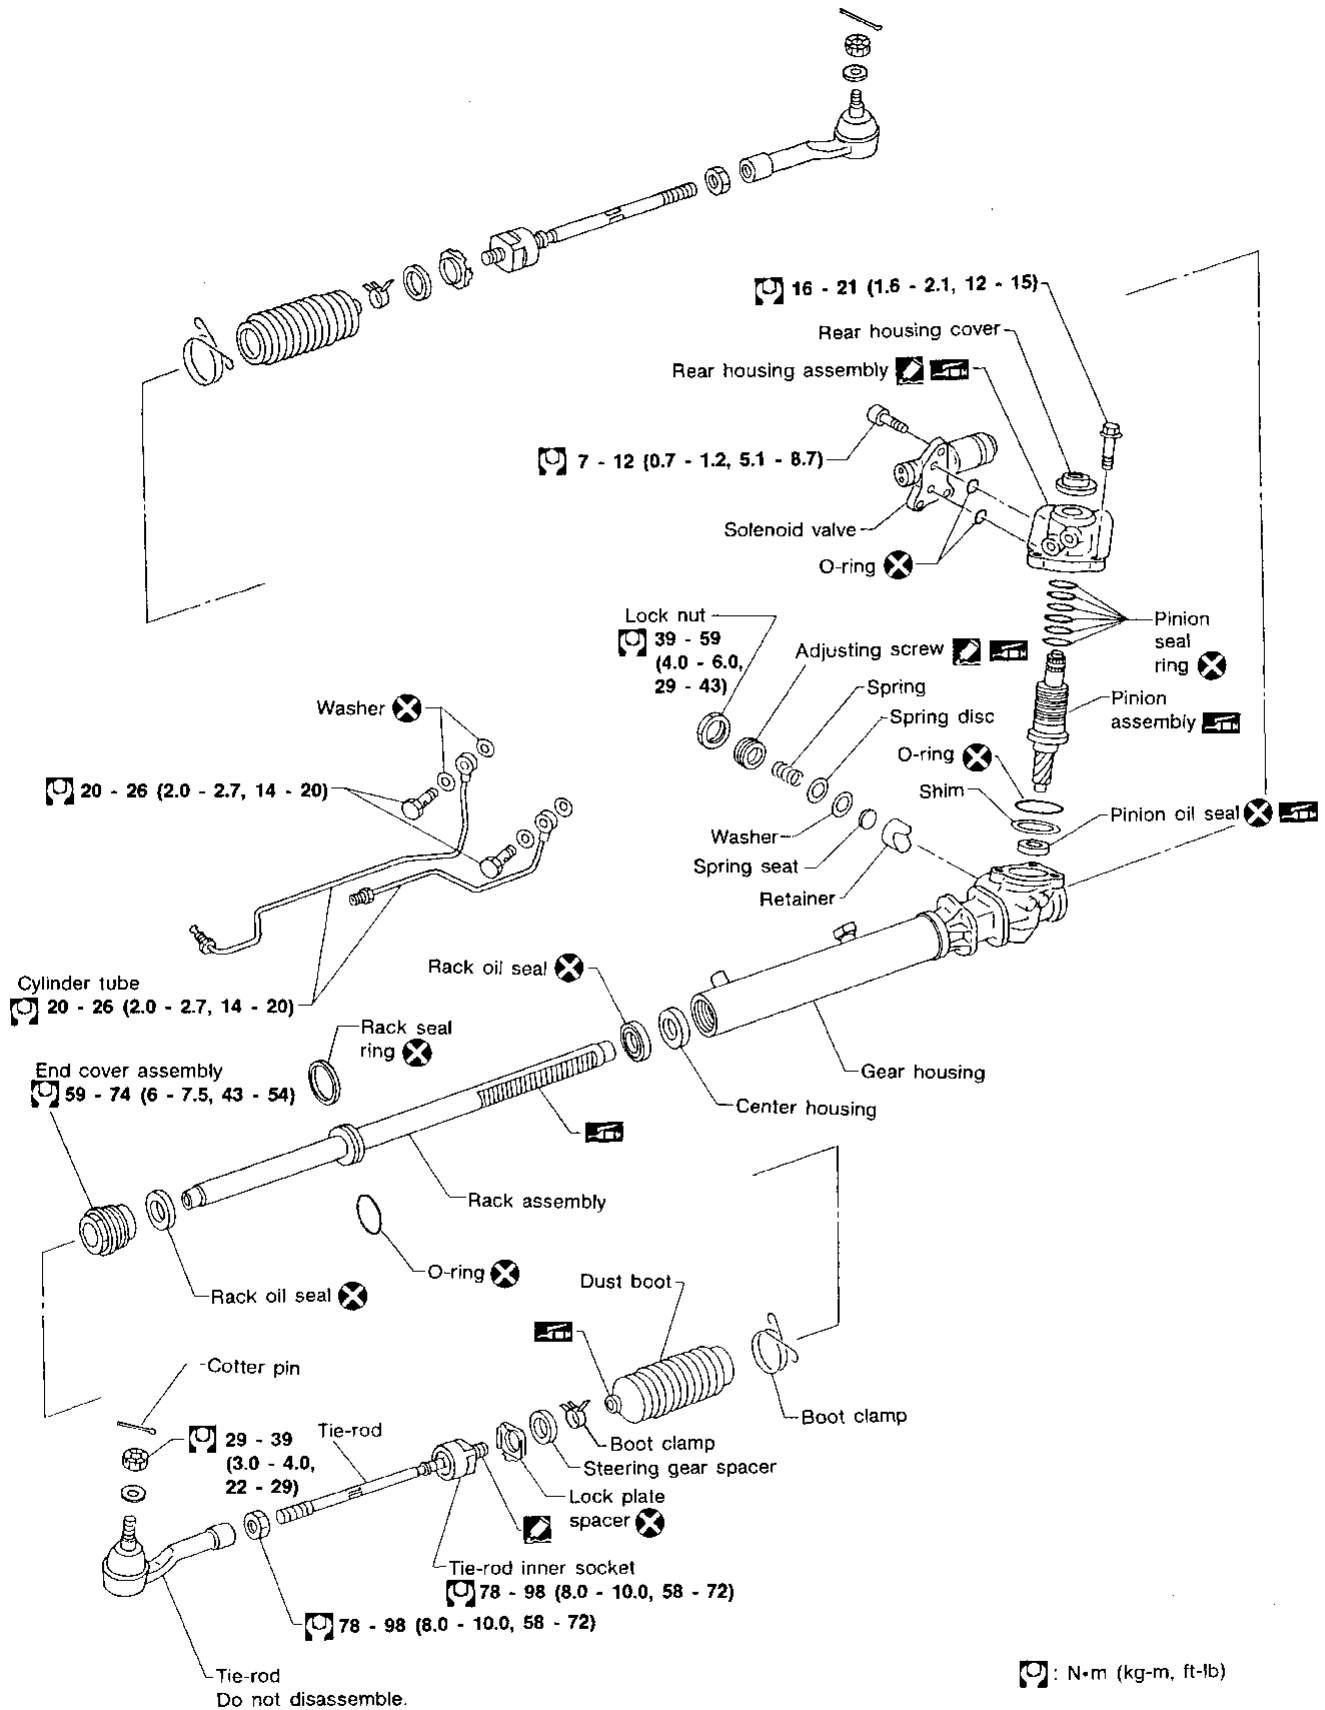 16 - 21 (1.6 - 2.1, 12 - 15)
Rear housing cover
Rear housing assembly
7 - 12 (0.7 - 1.2, 5.1 - 8.7)
Solenoid valve
O-ring
Lock nut
39 - 59
(4.0 - 6.0,
29 - 43)
Adjusting screw
Spring
Spring disc
Pinion
seal
ring
Pinion
assembly
O-ring
Shim
Pinion oil seal
Washer
20 - 26 (2.0 - 2.7, 14 - 20)
Washer
Spring seat
Retainer
Cylinder tube
20 - 26 (2.0 - 2.7, 14 - 20)
Rack oil seal
Rack seal
ring
End cover assembly
59 - 74 (6 - 7.5, 43 - 54)
Gear housing
Center housing
Rack assembly
O-ring
Rack oil seal
Dust boot
Cotter pin
29 - 39
(3.0 - 4.0,
22 - 29)
Tie-rod
Boot clamp
Boot clamp
Steering gear spacer
Lock plate
spacer
Tie-rod inner socket
78 - 98 (8.0 - 10.0, 58 - 72)
78 - 98 (8.0 - 10.0, 58 - 72)
Tie-rod
Do not disassemble.
: N•m (kg-m, ft-lb)